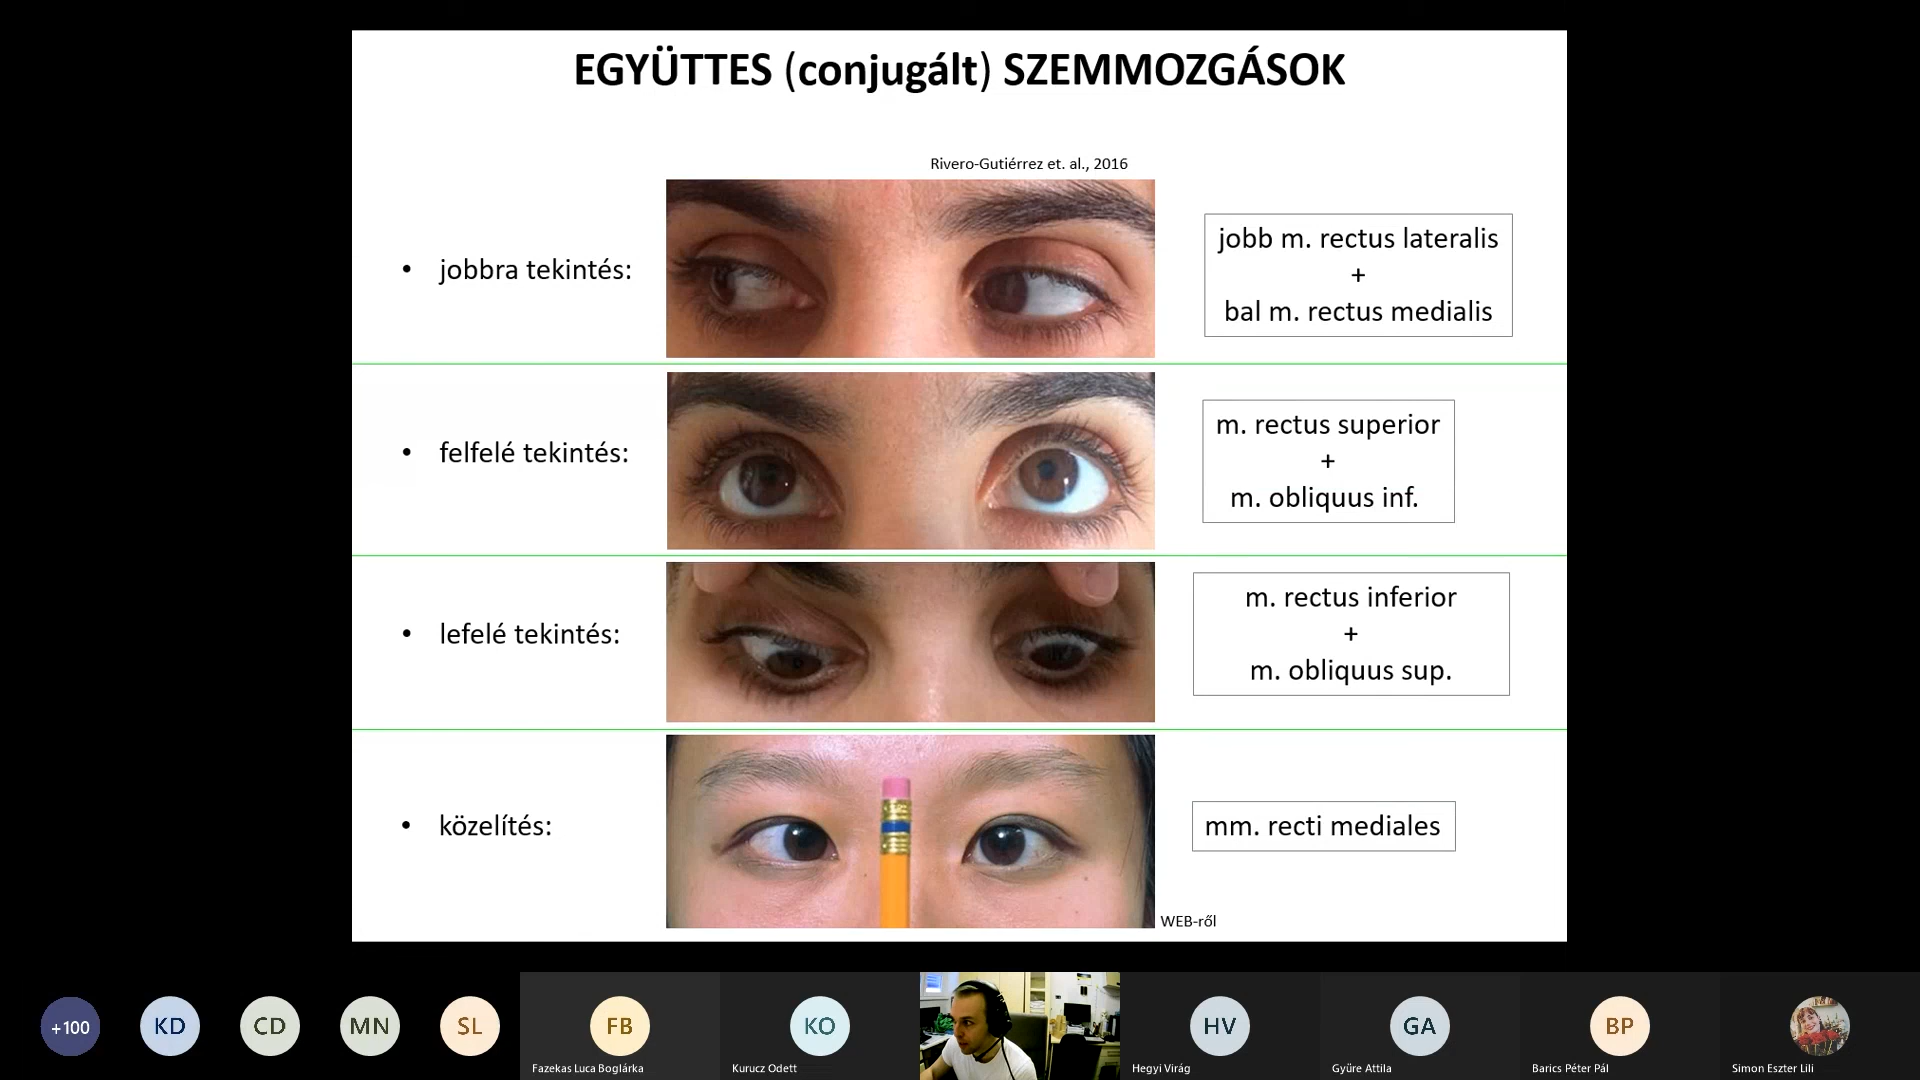 EGYÜTTES (conjugált) SZEMMOZGÁSOK
Rivero-Gutiérrez et. al., 2016
• jobbra tekintés:
jobb m. rectus lateralis
+
bal m. rectus medialis
• felfelé tekintés:
m. rectus superior
+
m. obliquus inf.
• lefelé tekintés:
m. rectus inferior
+
m. obliquus sup.
• közelítés:
mm. recti mediales
WEB-ről
+100
KD
CD
MN
SL
FB
KO
HV
GA
BP
Fazekas Luca Boglárka
Kurucz Odett
Hegyi Virág
Gyüre Attila
Barics Péter Pál
Simon Eszter Lili